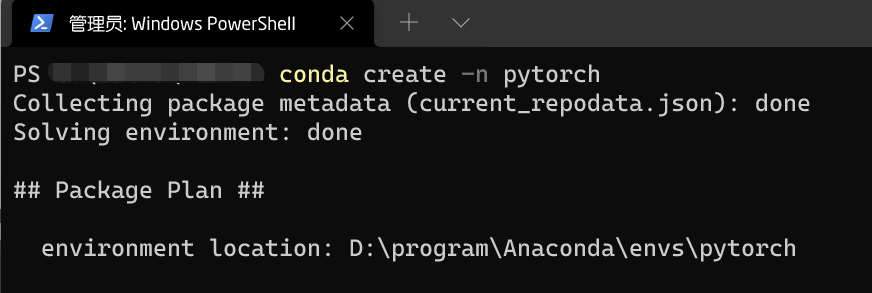 管理员: Windows PowerShell
PS conda create -n pytorch
Collecting package metadata (current_repodata.json): done
Solving environment: done
## Package Plan ##
environment location: D:\program\Anaconda\envs\pytorch